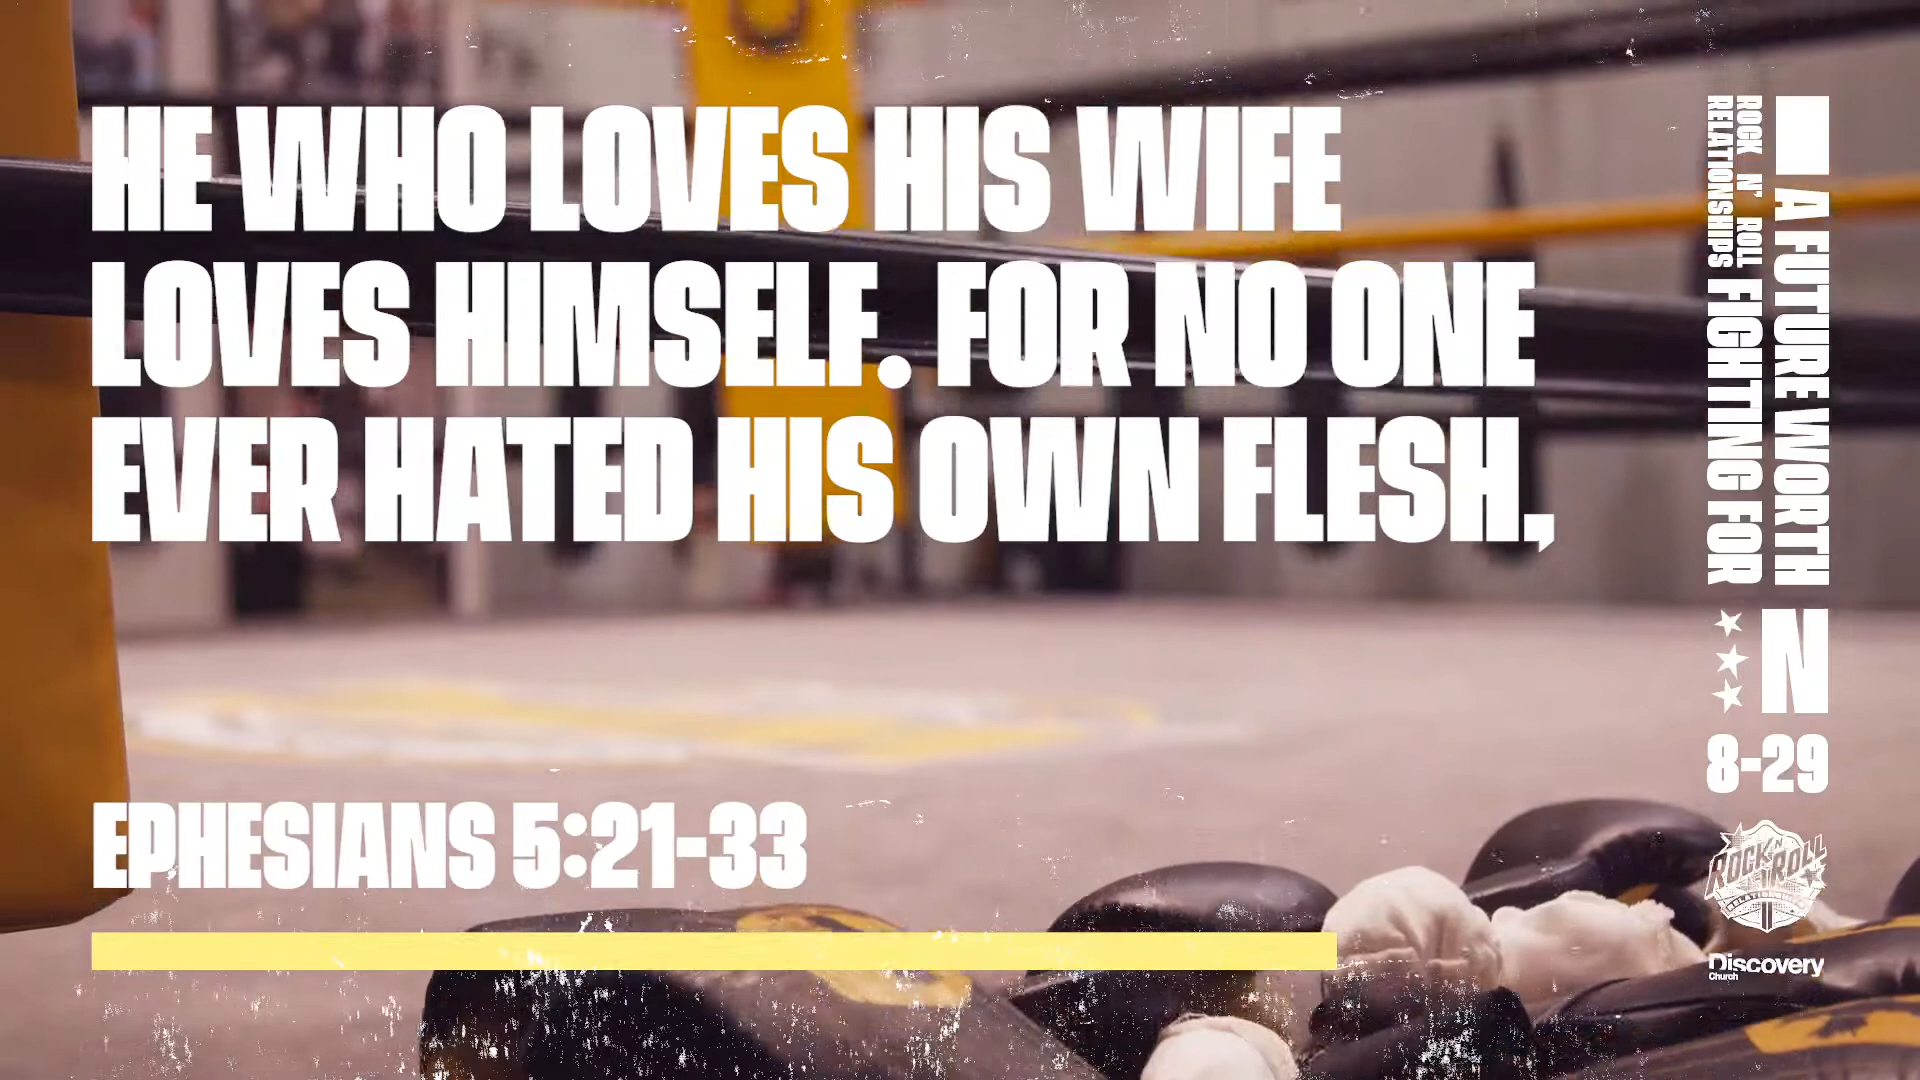 HE WHO LOVES HIS WIFE
LOVES HIMSELF. FOR NO ONE
EVER HATED HIS OWN FLESH,
EPHESIANS 5:21-33
A FUTURE WORTH
ROCK N' ROLL
RELATIONSHIPS
FIGHTING FOR
N
8-29
ROCK N ROLL
RELATIONSHIPS
Discovery
Church